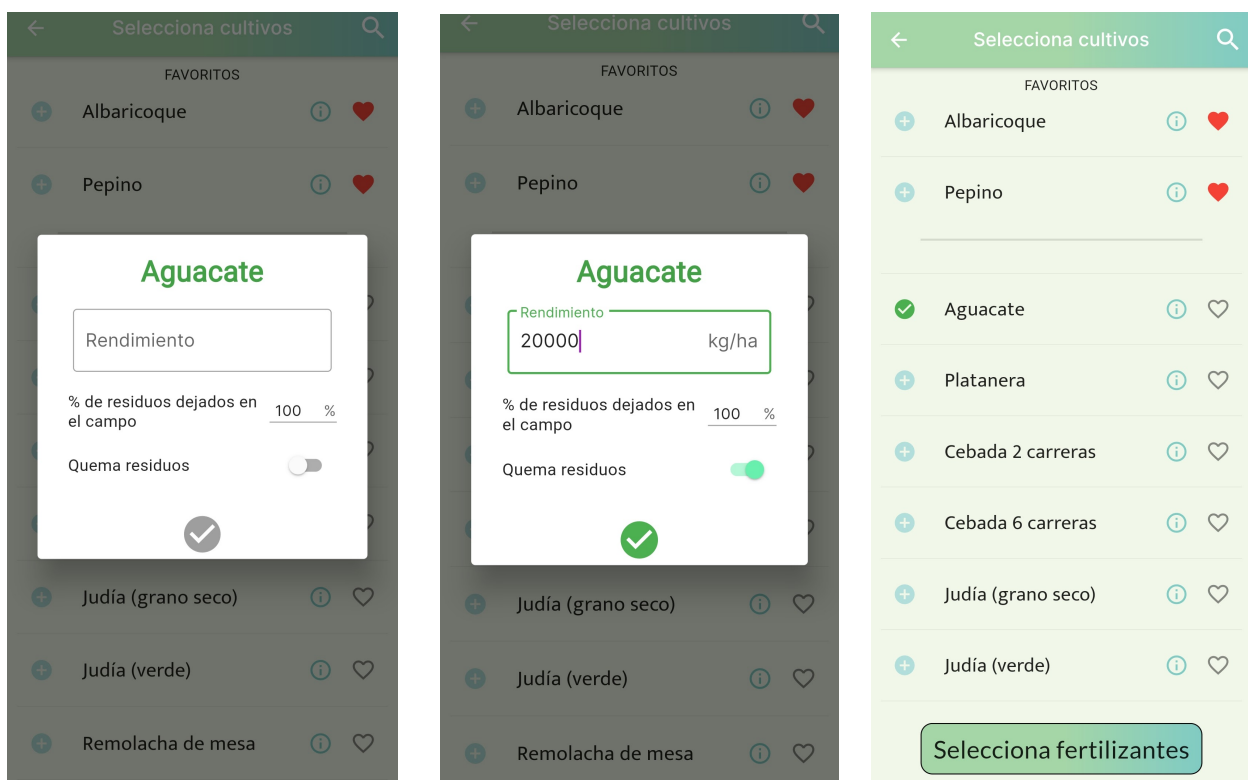 Selecciona cultivos
FAVORITOS
Albaricoque
Pepino
Aguacate
Rendimiento
% de residuos dejados en
el campo
100 %
Quema residuos
Judía (grano seco)
Judía (verde)
Remolacha de mesa
Selecciona cultivos
FAVORITOS
Albaricoque
Pepino
Aguacate
Rendimiento
20000 kg/ha
% de residuos dejados en
el campo
100 %
Quema residuos
Judía (grano seco)
Judía (verde)
Remolacha de mesa
Selecciona cultivos
FAVORITOS
Albaricoque
Pepino
Aguacate
Platanera
Cebada 2 carreras
Cebada 6 carreras
Judía (grano seco)
Judía (verde)
Selecciona fertilizantes